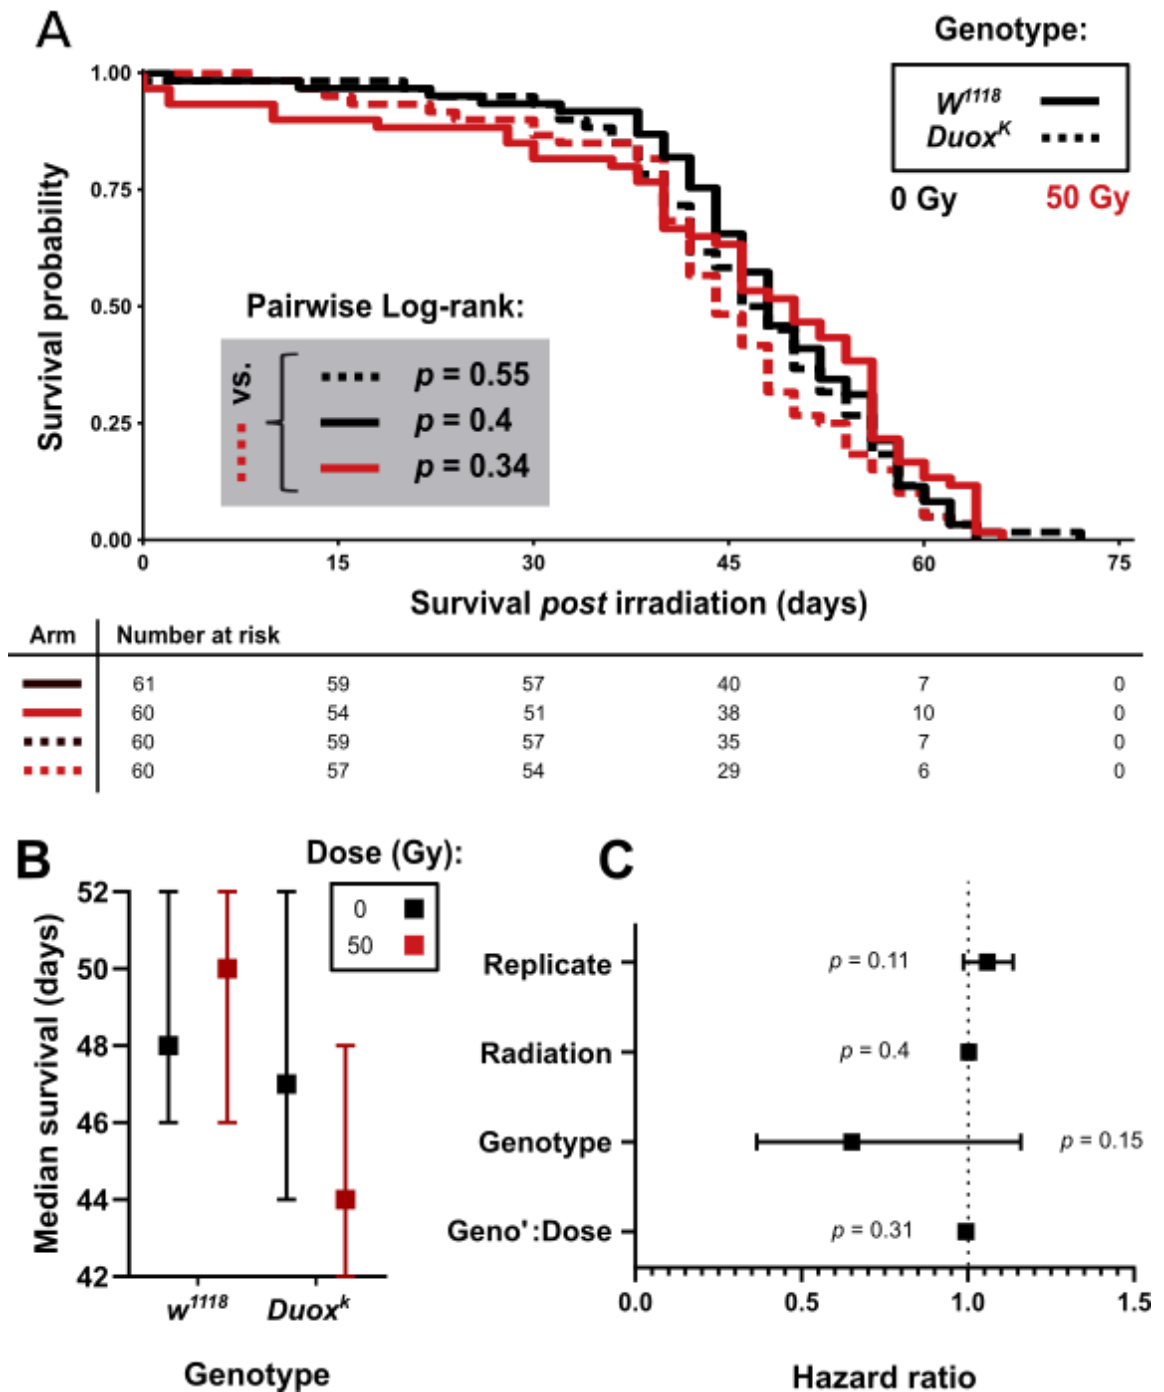 A
Genotype:
W1118
DuoxK
0 Gy 50 Gy
Survival probability
1.00
0.75
0.50
0.25
0.00
Pairwise Log-rank:
vs.
p = 0.55
p = 0.4
p = 0.34
0 15 30 45 60 75
Survival post irradiation (days)
Arm Number at risk
61 59 57 40 7 0
60 54 51 38 10 0
60 59 57 35 7 0
60 57 54 29 6 0
B
Dose (Gy):
0
50
Median survival (days)
52
50
48
46
44
42
w1118 Duoxk
Genotype
C
Replicate p = 0.11
Radiation p = 0.4
Genotype p = 0.15
Geno':Dose p = 0.31
0.0 0.5 1.0 1.5
Hazard ratio